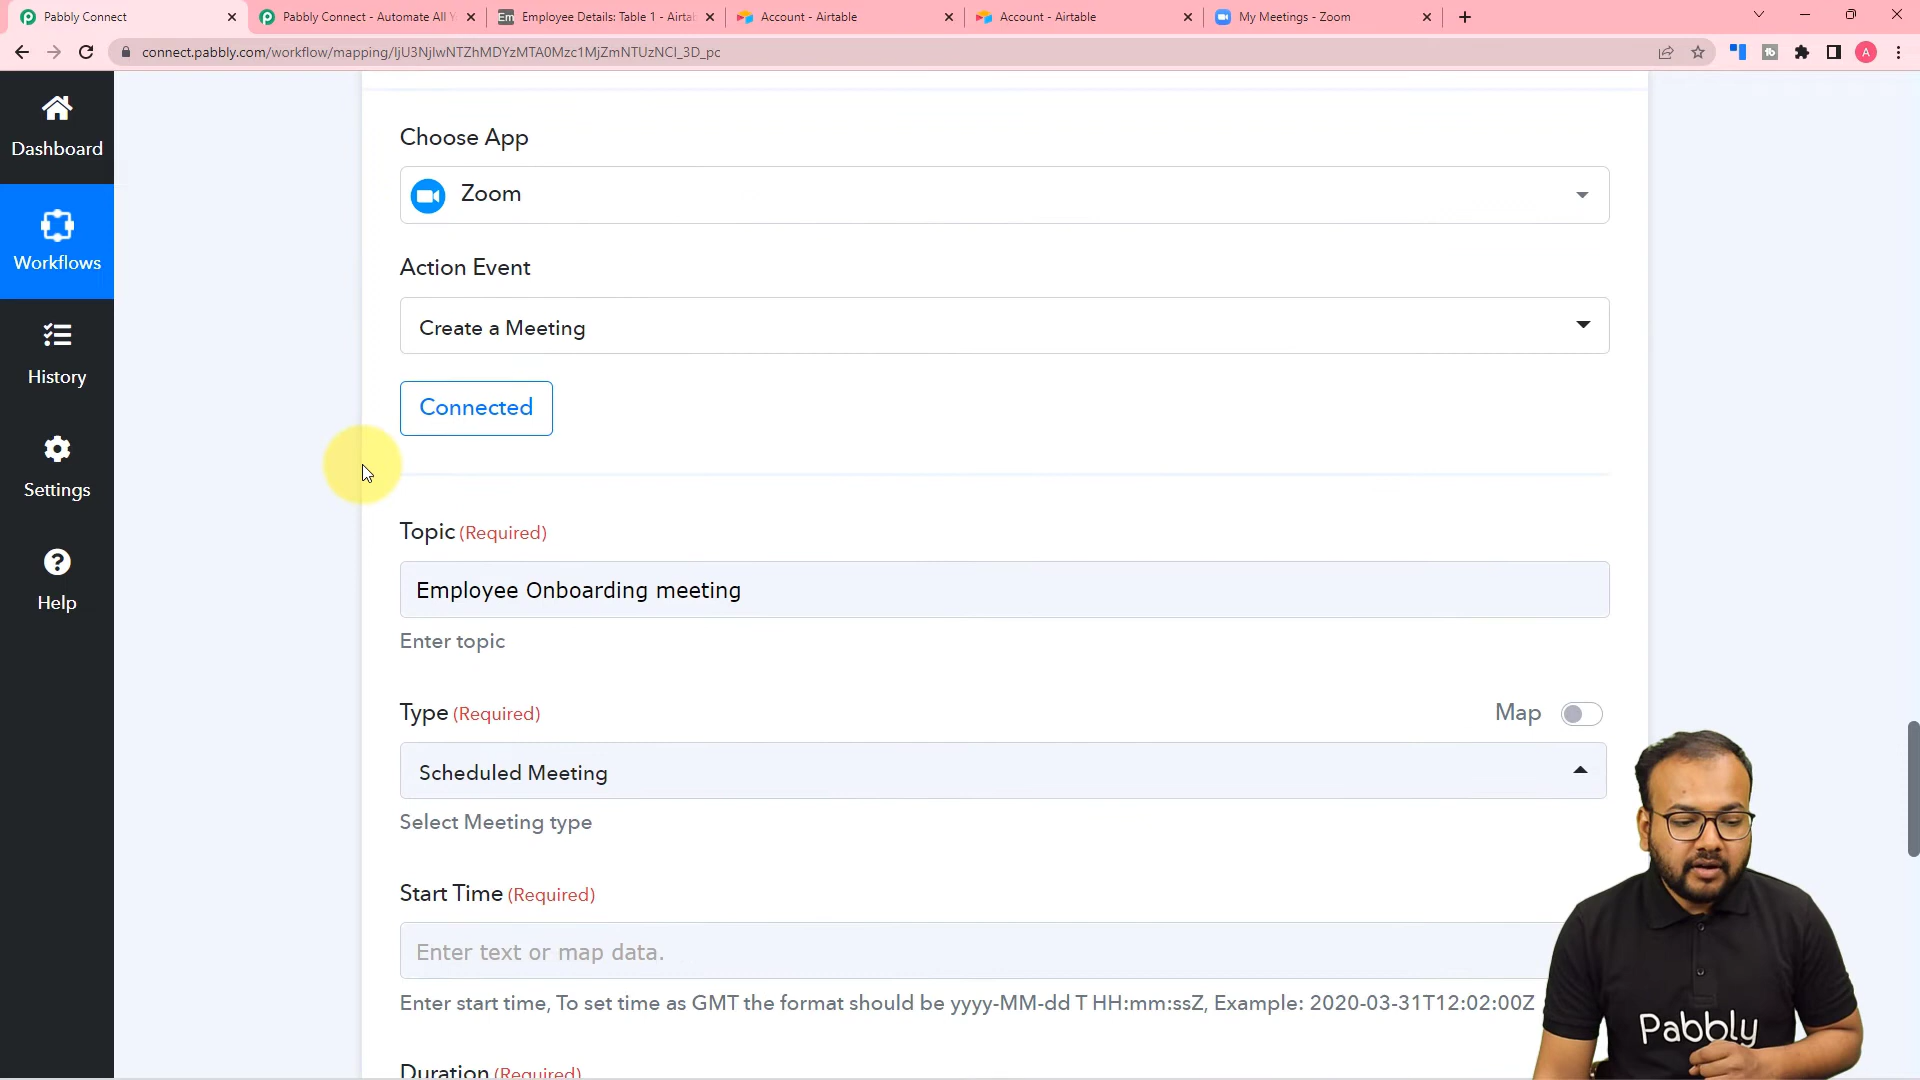 Pabbly Connect
Pabbly Connect - Automate All Y
Employee Details: Table 1 - Airta
Account - Airtable
Account - Airtable
My Meetings - Zoom
connect.pabbly.com/workflow/mapping/IjU3NjIwNTZhMDYzMTA0Mzc1MjZmNTUzNCI_3D_pc
A
Dashboard
Workflows
History
Settings
Help
Choose App
Zoom
Action Event
Create a Meeting
Connected
Topic (Required)
Employee Onboarding meeting
Enter topic
Type (Required)
Map
Scheduled Meeting
Select Meeting type
Start Time (Required)
Enter text or map data.
Enter start time, To set time as GMT the format should be yyyy-MM-dd T HH:mm:ssZ, Example: 2020-03-31T12:02:00Z
Duration (Required)
Pabbly